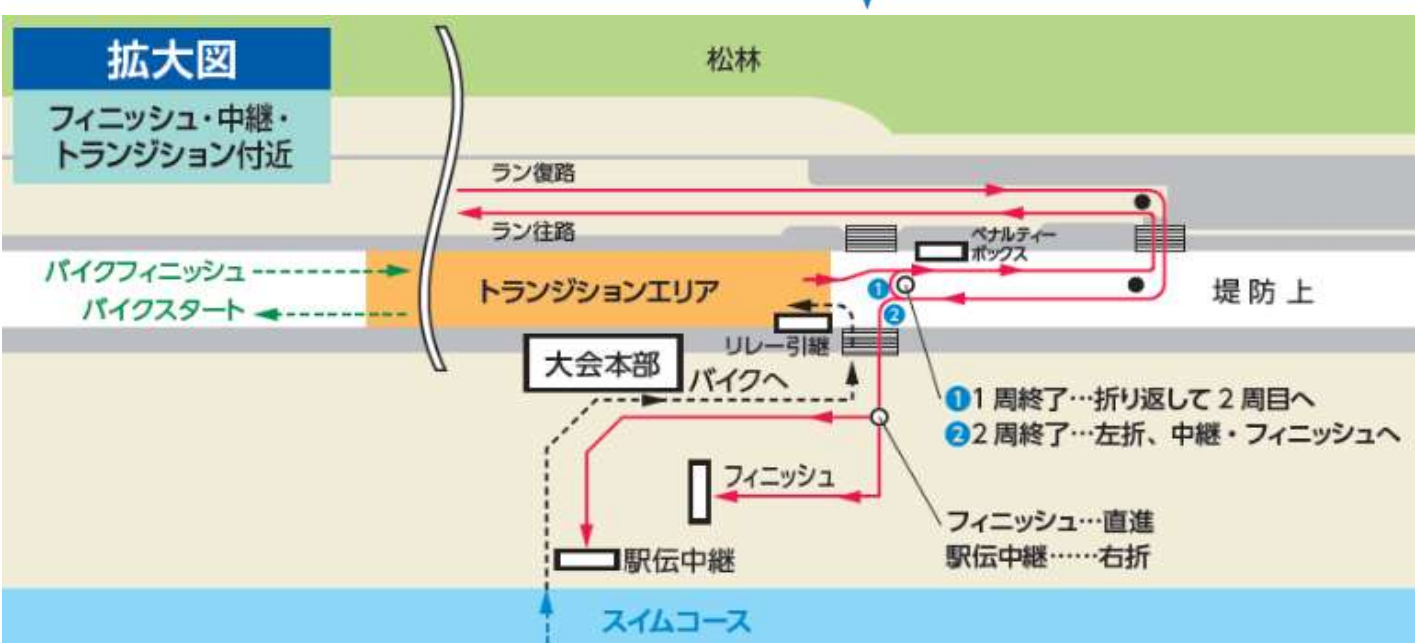 拡大図
フィニッシュ・中継・
トランジション付近
松林
ラン復路
ラン往路
ペナルティー
ボックス
バイクフィニッシュ
バイクスタート
トランジションエリア
❶
❷
堤防上
リレー引継
大会本部
バイクへ
❶1周終了…折り返して2周目へ
❷2周終了…左折、中継・フィニッシュへ
フィニッシュ
フィニッシュ…直進
駅伝中継……右折
駅伝中継
スイムコース